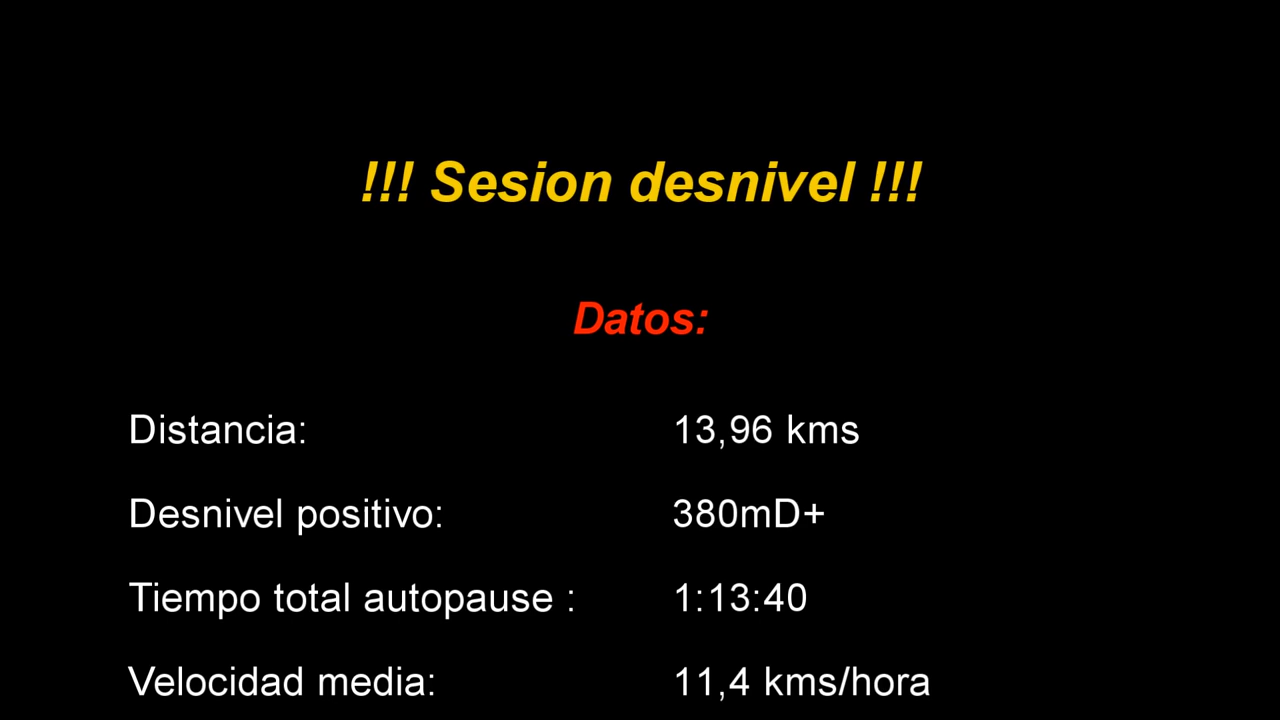 !!! Sesion desnivel !!!
Datos:
Distancia: 13,96 kms
Desnivel positivo: 380mD+
Tiempo total autopause : 1:13:40
Velocidad media: 11,4 kms/hora